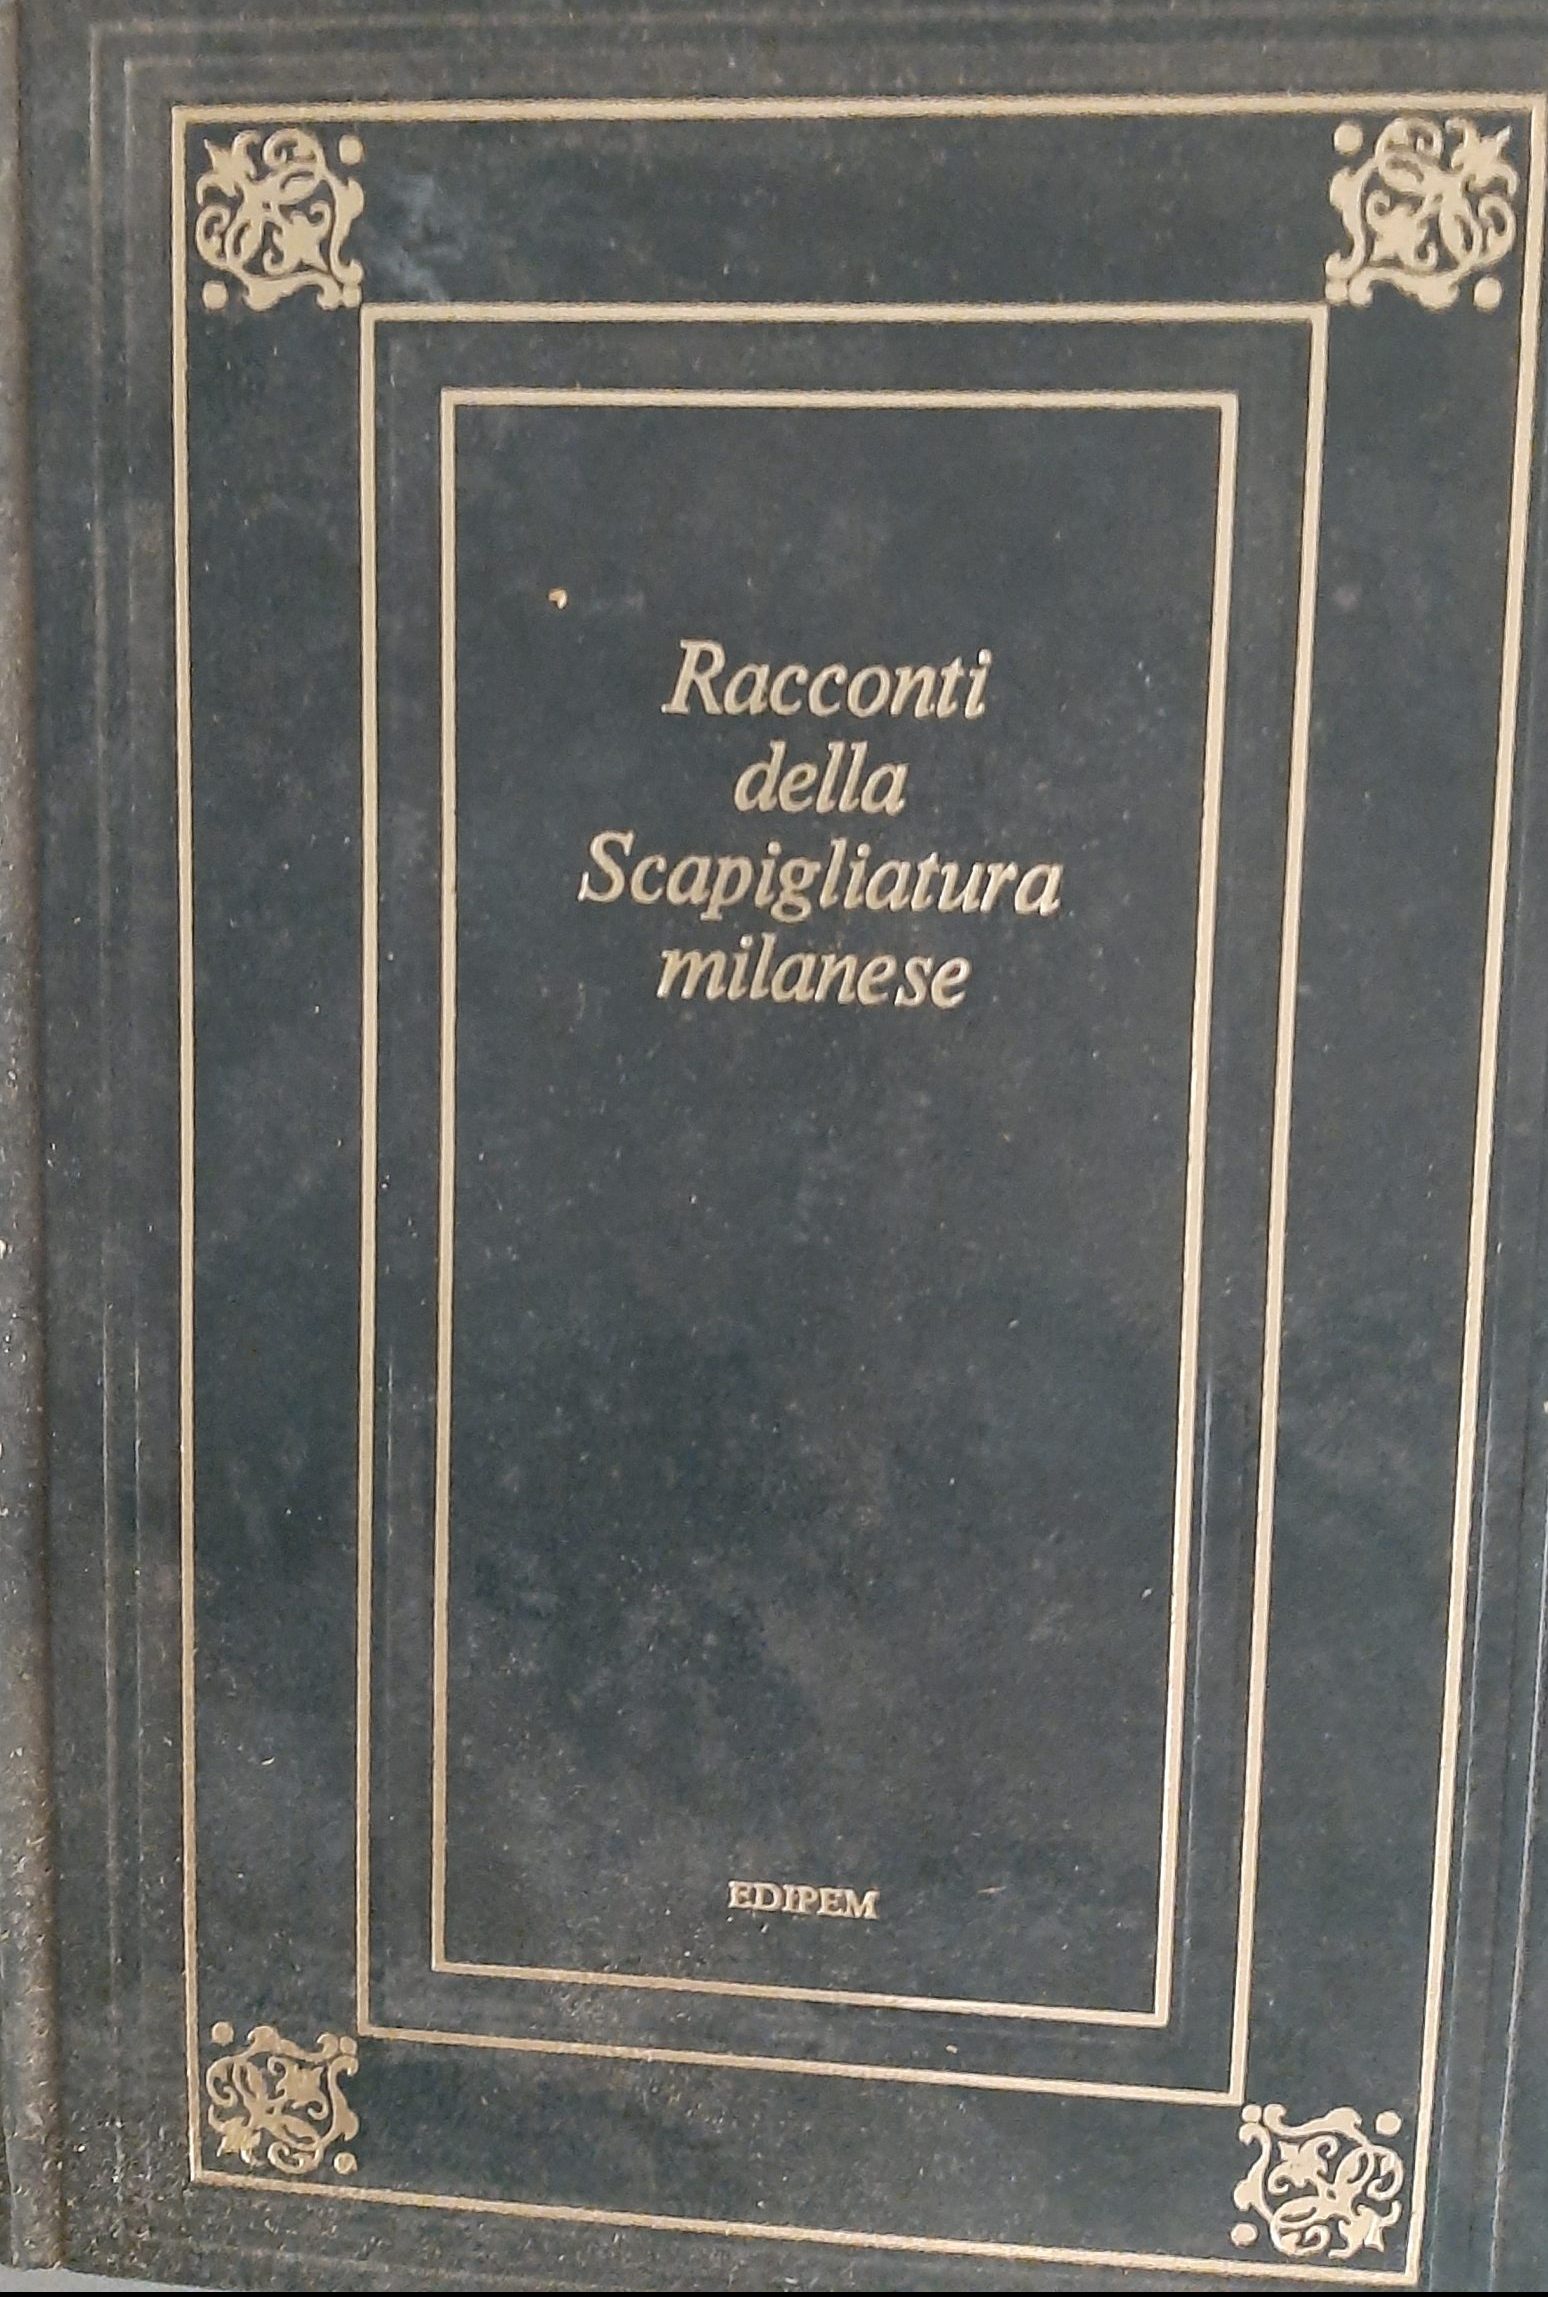 Racconti
della
Scapigliatura
milanese
EDIPEM